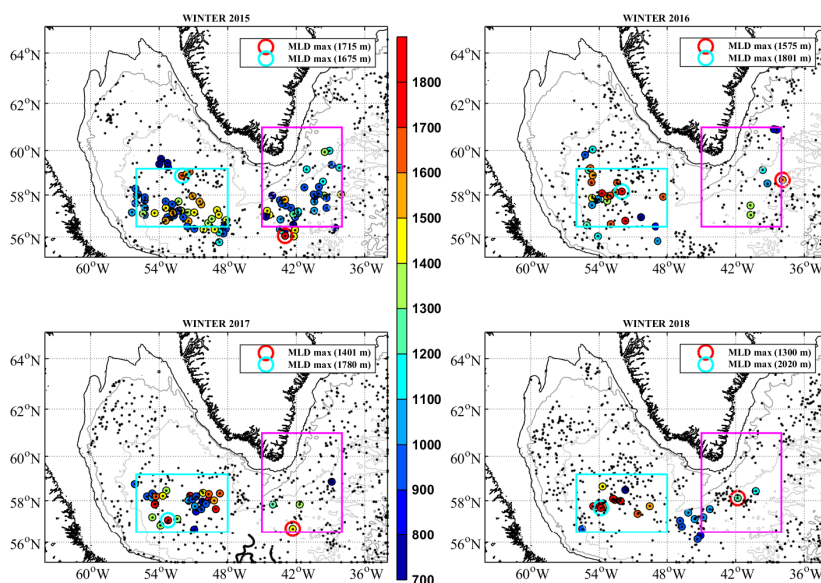 WINTER 2015
MLD max (1715 m)
MLD max (1675 m)
64°N
62°N
60°N
58°N
56°N
60°W 54°W 48°W 42°W 36°W
WINTER 2016
MLD max (1575 m)
MLD max (1801 m)
64°N
62°N
60°N
58°N
56°N
60°W 54°W 48°W 42°W 36°W
1800
1700
1600
1500
1400
1300
1200
1100
1000
900
800
700
WINTER 2017
MLD max (1401 m)
MLD max (1780 m)
64°N
62°N
60°N
58°N
56°N
60°W 54°W 48°W 42°W 36°W
WINTER 2018
MLD max (1300 m)
MLD max (2020 m)
64°N
62°N
60°N
58°N
56°N
60°W 54°W 48°W 42°W 36°W